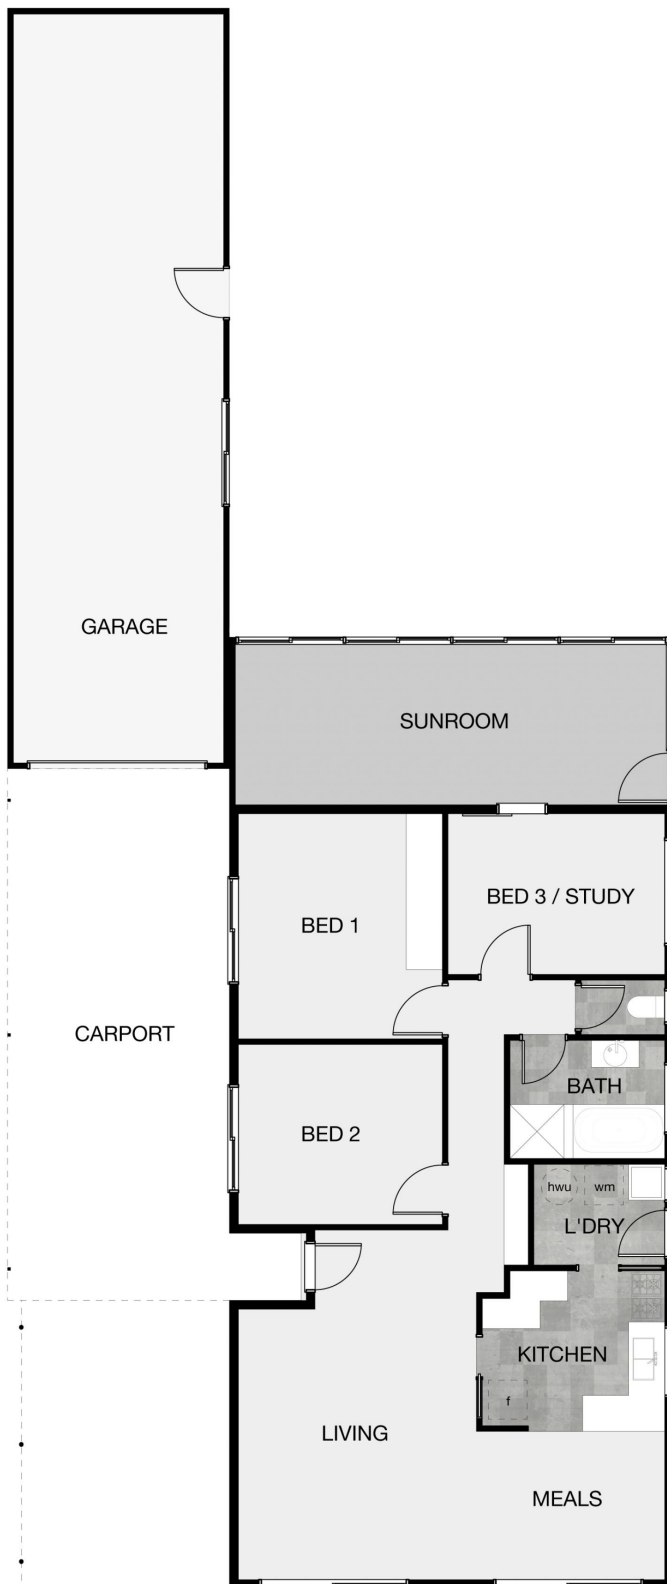 GARAGE
SUNROOM
BED 1
BED 3 / STUDY
CARPORT
BATH
BED 2
hwu
wm
L'DRY
KITCHEN
f
LIVING
MEALS